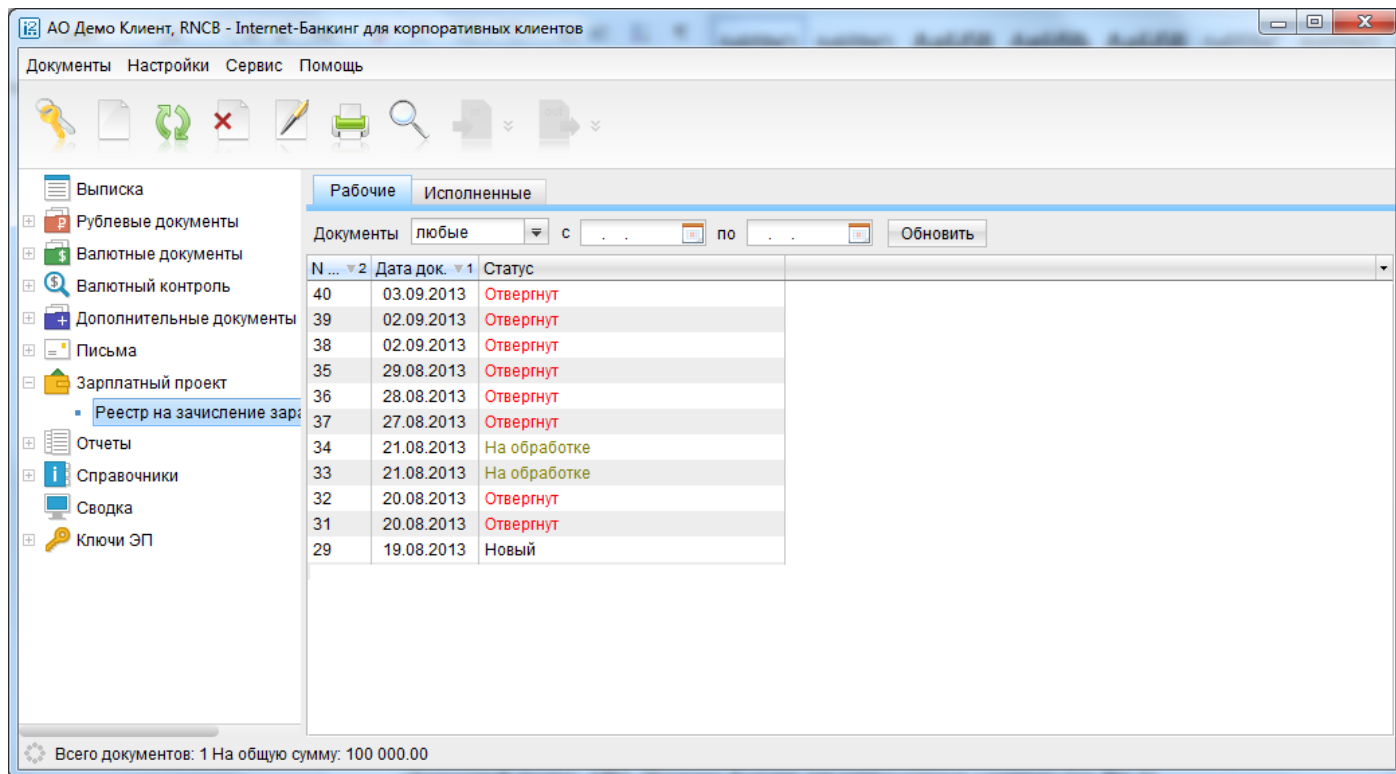 АО Демо Клиент, RNCB - Internet-Банкинг для корпоративных клиентов
Документы Настройки Сервис Помощь
Выписка
Рублевые документы
Валютные документы
Валютный контроль
Дополнительные документы
Письма
Зарплатный проект
Реестр на зачисление зара
Отчеты
Справочники
Сводка
Ключи ЭП
Рабочие Исполненные
Документы любые с . . по . . Обновить
N ... 2 Дата док. 1 Статус
40 03.09.2013 Отвергнут
39 02.09.2013 Отвергнут
38 02.09.2013 Отвергнут
35 29.08.2013 Отвергнут
36 28.08.2013 Отвергнут
37 27.08.2013 Отвергнут
34 21.08.2013 На обработке
33 21.08.2013 На обработке
32 20.08.2013 Отвергнут
31 20.08.2013 Отвергнут
29 19.08.2013 Новый
Всего документов: 1 На общую сумму: 100 000.00